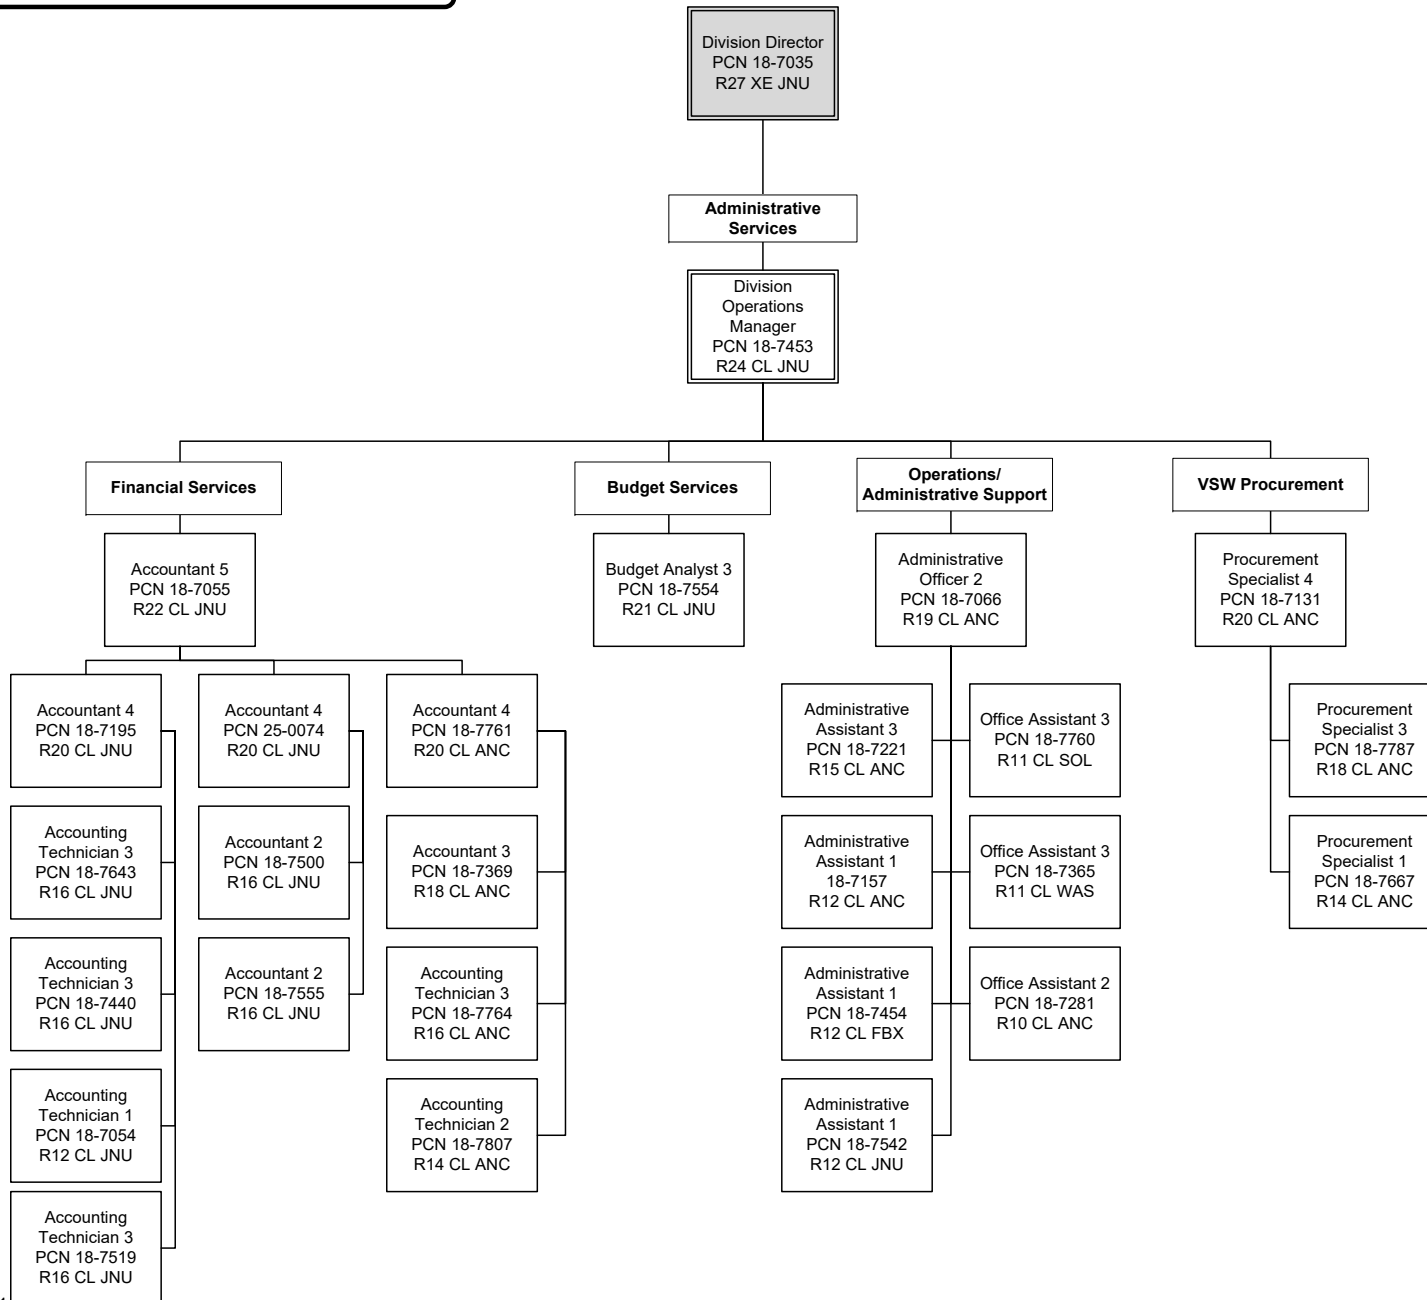 Division Director
PCN 18-7035
R27 XE JNU
Administrative
Services
Division
Operations
Manager
PCN 18-7453
R24 CL JNU
Financial Services
Budget Services
Operations/
Administrative Support
VSW Procurement
Accountant 5
PCN 18-7055
R22 CL JNU
Budget Analyst 3
PCN 18-7554
R21 CL JNU
Administrative
Officer 2
PCN 18-7066
R19 CL ANC
Procurement
Specialist 4
PCN 18-7131
R20 CL ANC
Accountant 4
PCN 18-7195
R20 CL JNU
Accounting
Technician 3
PCN 18-7643
R16 CL JNU
Accounting
Technician 3
PCN 18-7440
R16 CL JNU
Accounting
Technician 1
PCN 18-7054
R12 CL JNU
Accounting
Technician 3
PCN 18-7519
R16 CL JNU
Accountant 4
PCN 25-0074
R20 CL JNU
Accountant 2
PCN 18-7500
R16 CL JNU
Accountant 2
PCN 18-7555
R16 CL JNU
Accountant 4
PCN 18-7761
R20 CL ANC
Accountant 3
PCN 18-7369
R18 CL ANC
Accounting
Technician 3
PCN 18-7764
R16 CL ANC
Accounting
Technician 2
PCN 18-7807
R14 CL ANC
Administrative
Assistant 3
PCN 18-7221
R15 CL ANC
Administrative
Assistant 1
18-7157
R12 CL ANC
Administrative
Assistant 1
PCN 18-7454
R12 CL FBX
Administrative
Assistant 1
PCN 18-7542
R12 CL JNU
Office Assistant 3
PCN 18-7760
R11 CL SOL
Office Assistant 3
PCN 18-7365
R11 CL WAS
Office Assistant 2
PCN 18-7281
R10 CL ANC
Procurement
Specialist 3
PCN 18-7787
R18 CL ANC
Procurement
Specialist 1
PCN 18-7667
R14 CL ANC